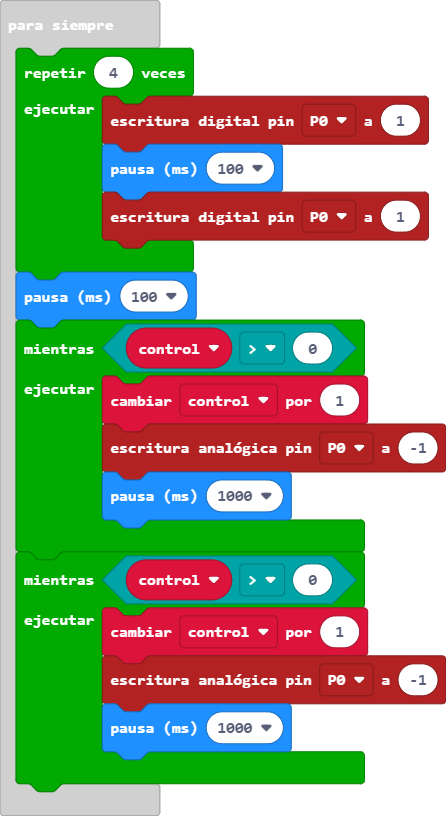 para siempre
repetir 4 veces
ejecutar
escritura digital pin P0 a 1
pausa (ms) 100
escritura digital pin P0 a 1
pausa (ms) 100
mientras control > 0
ejecutar
cambiar control por 1
escritura analógica pin P0 a -1
pausa (ms) 1000
mientras control > 0
ejecutar
cambiar control por 1
escritura analógica pin P0 a -1
pausa (ms) 1000